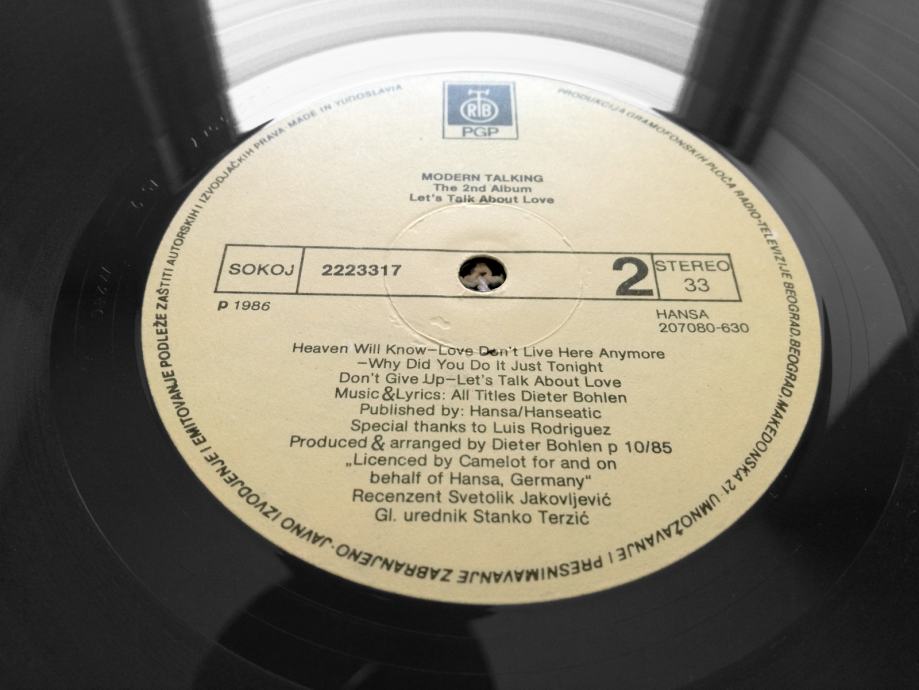 RTB
PGP
MODERN TALKING
The 2nd Album
Let's Talk About Love
SOKOJ
2223317
2
STEREO
33
P 1986
HANSA
207080-630
Heaven Will Know—Love Don't Live Here Anymore
—Why Did You Do It Just Tonight
Don't Give Up—Let's Talk About Love
Music & Lyrics: All Titles Dieter Bohlen
Published by: Hansa/Hanseatic
Special thanks to Luis Rodriguez
Produced & arranged by Dieter Bohlen p 10/85
„Licenced by Camelot for and on
behalf of Hansa, Germany“
Recenzent Svetolik Jakovljević
Gl. urednik Stanko Terzić
PRODUKCIJA GRAMOFONSKIH PLOČA RADIO-TELEVIZIJE BEOGRAD, BEOGRAD, MAKEDONSKA 21 · UMNOŽAVANJE I PRESNIMAVANJE ZABRANJENO · JAVNO IZVODJENJE I EMITOVANJE PODLEŽE ZAŠTITI AUTORSKIH I IZVODJAČKIH PRAVA MADE IN YUGOSLAVIA